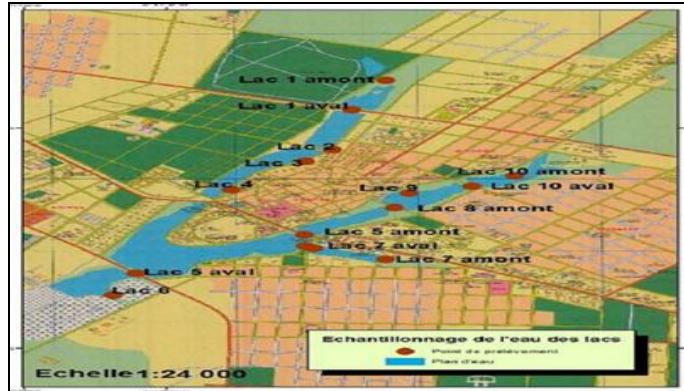 Lac 1 amont
Lac 1 aval
Lac 2
Lac 3
Lac 10 amont
Lac 4
Lac 10 aval
Lac 9
Lac 8 amont
Lac 5 amont
Lac 7 aval
Lac 7 amont
Lac 5 aval
Lac 6
Echantillonnage de l'eau des lacs
Point de prélèvement
Plan d'eau
Echelle1:24 000